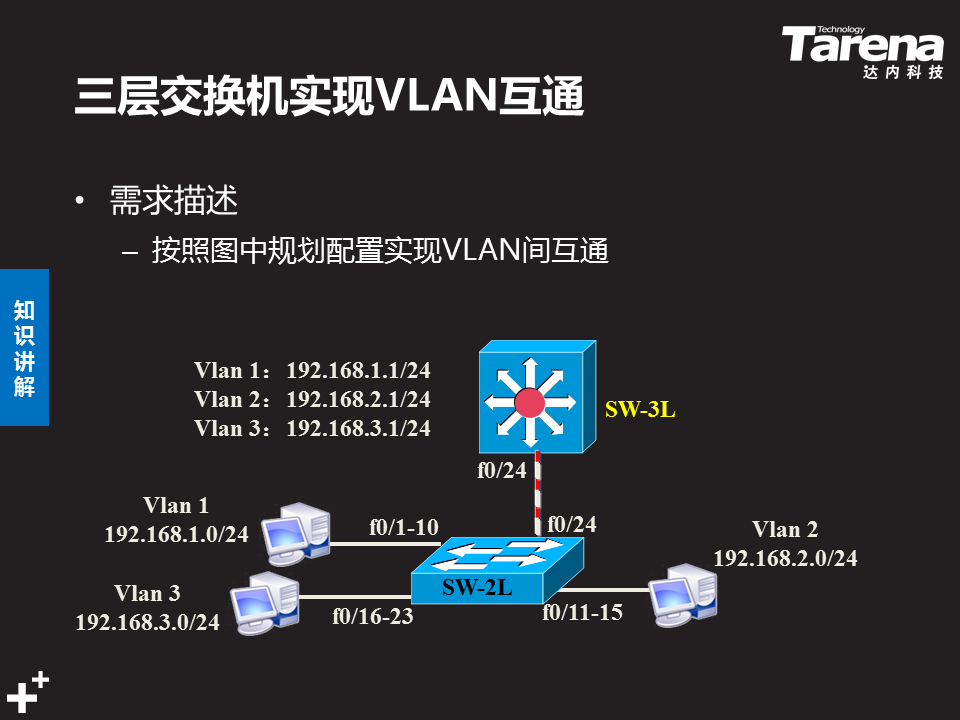 Technology
Tarena
达内科技
三层交换机实现VLAN互通
• 需求描述
– 按照图中规划配置实现VLAN间互通
知识讲解
Vlan 1：192.168.1.1/24
Vlan 2：192.168.2.1/24
Vlan 3：192.168.3.1/24
SW-3L
f0/24
Vlan 1
192.168.1.0/24
f0/1-10
f0/24
Vlan 2
192.168.2.0/24
SW-2L
Vlan 3
192.168.3.0/24
f0/16-23
f0/11-15